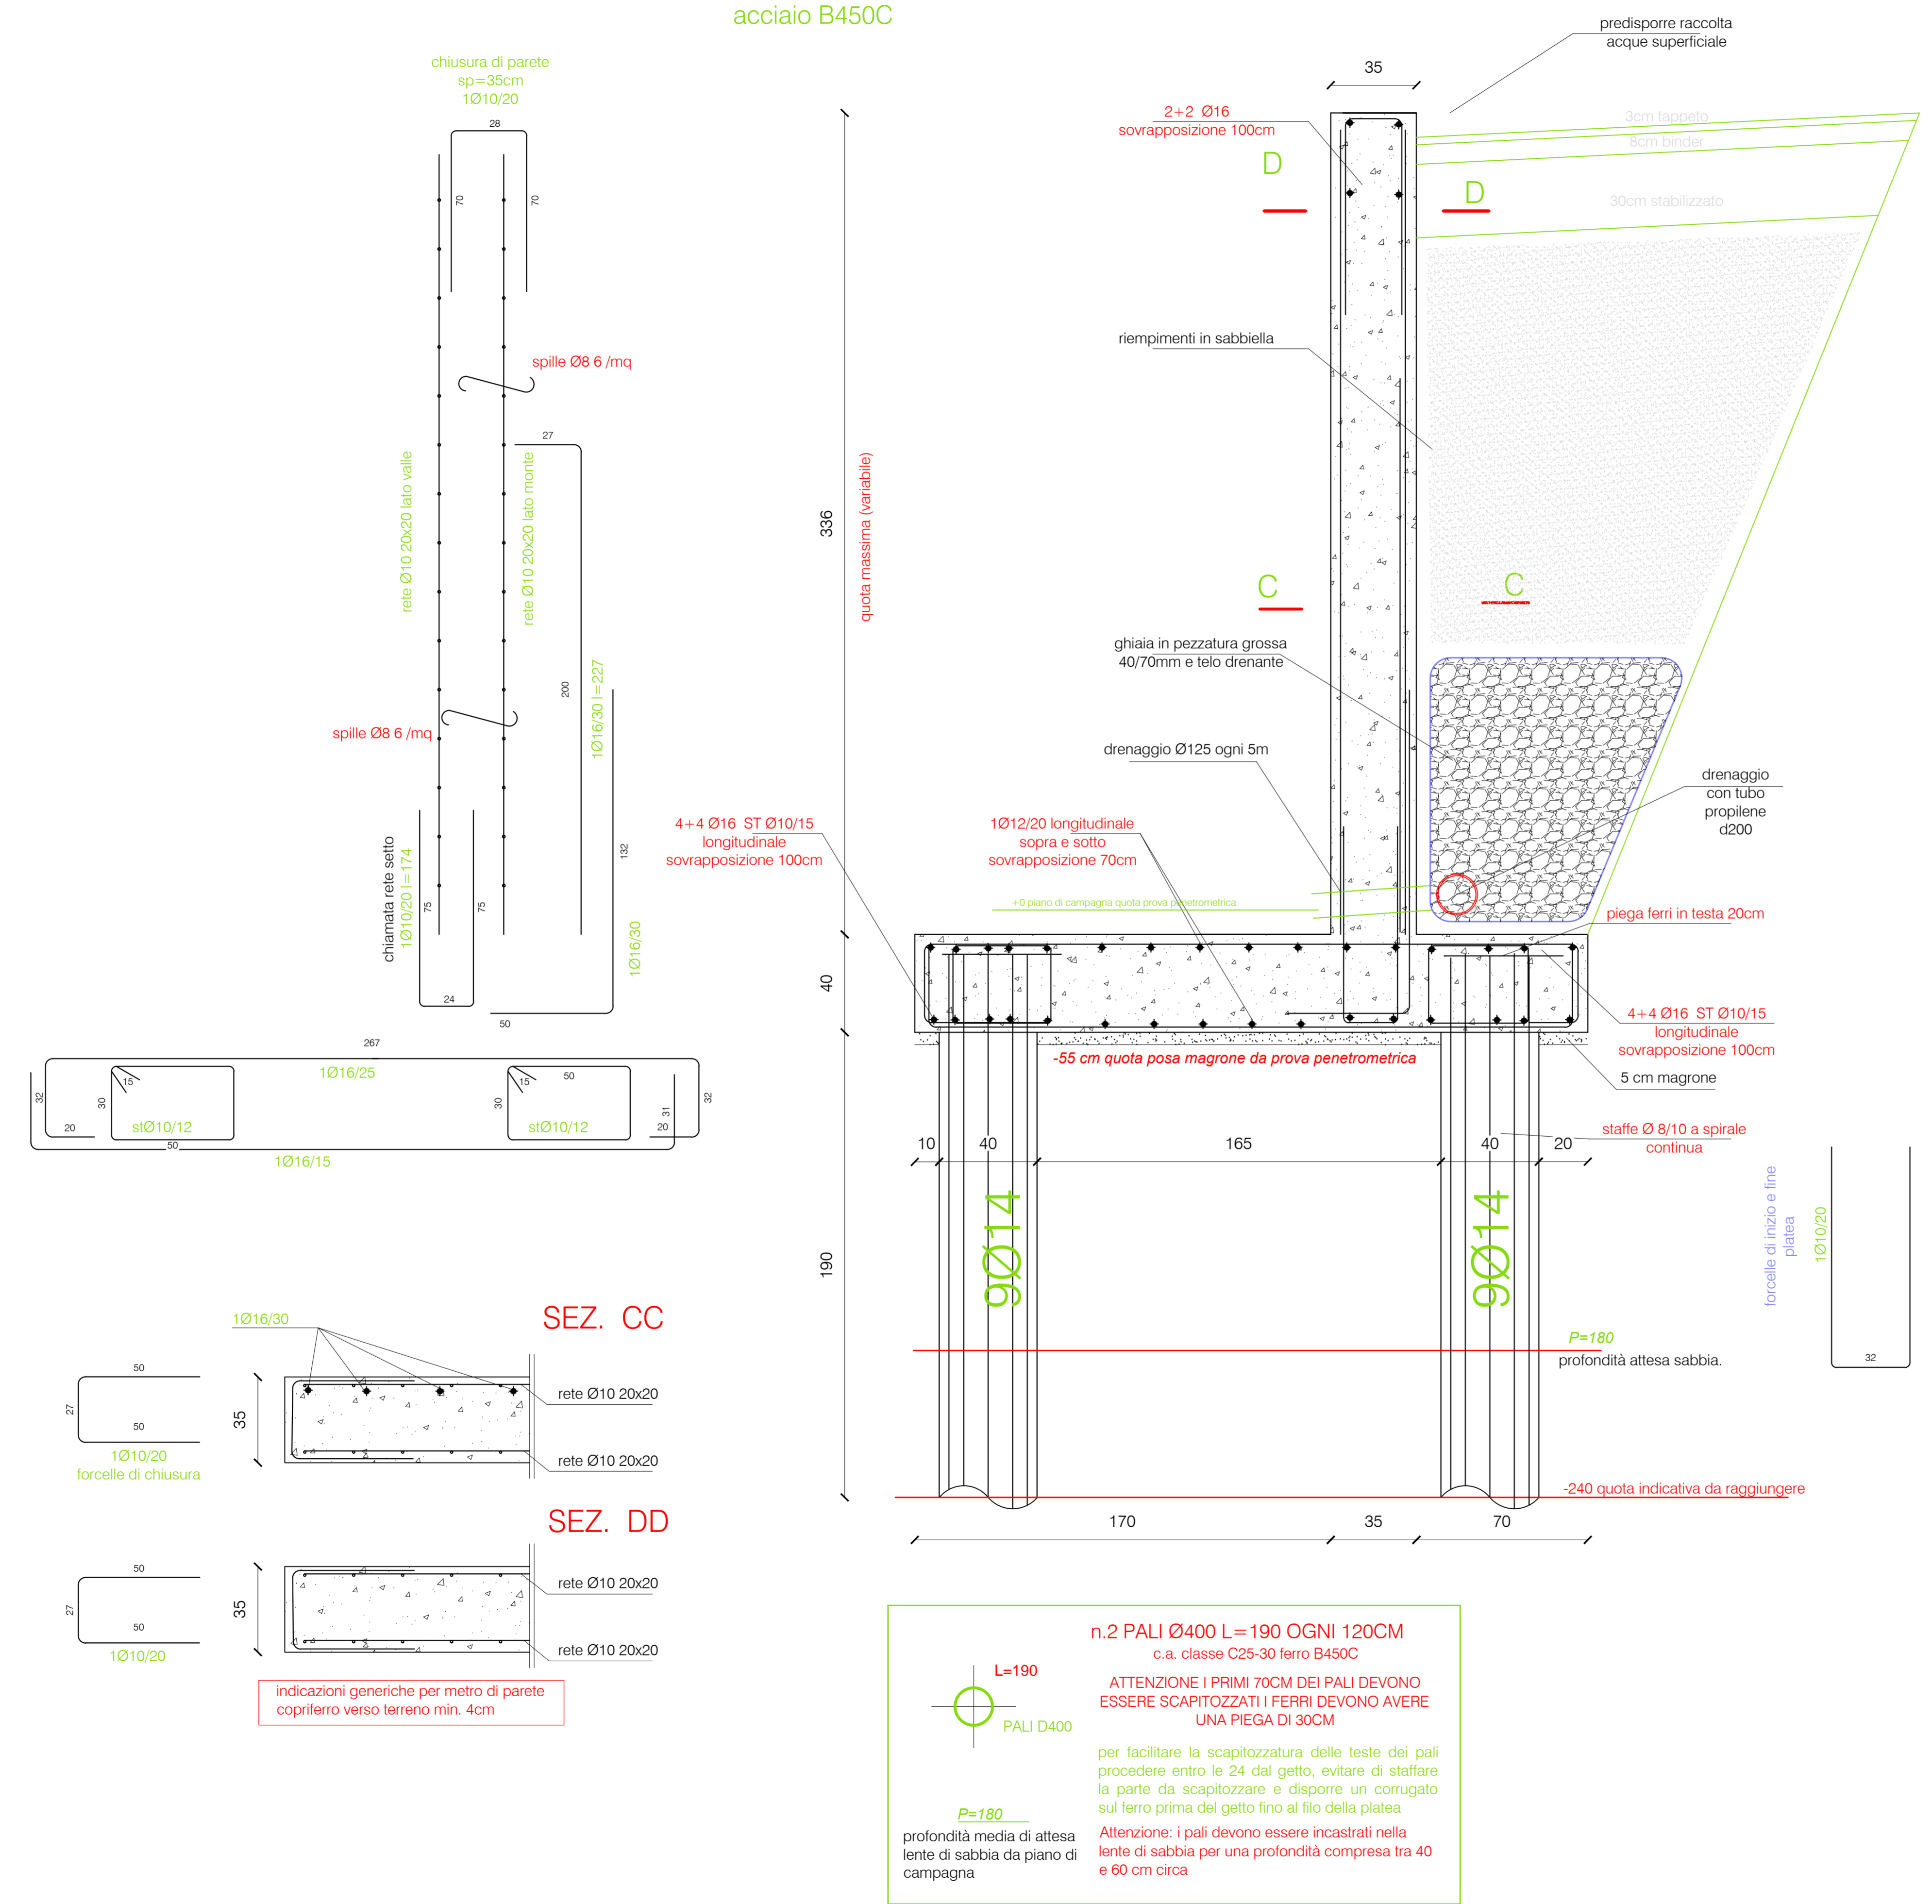 acciaio B450C
chiusura di parete
sp=35cm
1Ø10/20
28
70
70
spille Ø8 6 /mq
27
rete Ø10 20x20 lato valle
rete Ø10 20x20 lato monte
200
1Ø16/30 l=227
spille Ø8 6 /mq
132
1Ø16/30
chiamata rete setto
1Ø10/20 l=174
75
75
24
50
267
1Ø16/25
32
20
15
30
stØ10/12
50
15
50
30
stØ10/12
31
20
32
1Ø16/15
predisporre raccolta
acque superficiale
35
2+2 Ø16
sovrapposizione 100cm
3cm tappeto
8cm binder
30cm stabilizzato
D
D
336
quota massima (variabile)
riempimenti in sabbiella
C
C
ghiaia in pezzatura grossa
40/70mm e telo drenante
drenaggio Ø125 ogni 5m
drenaggio
con tubo
propilene
d200
4+4 Ø16 ST Ø10/15
longitudinale
sovrapposizione 100cm
1Ø12/20 longitudinale
sopra e sotto
sovrapposizione 70cm
+0 piano di campagna quota prova penetrometrica
piega ferri in testa 20cm
40
4+4 Ø16 ST Ø10/15
longitudinale
sovrapposizione 100cm
-55 cm quota posa magrone da prova penetrometrica
5 cm magrone
10
40
165
40
20
staffe Ø 8/10 a spirale
continua
190
9Ø14
9Ø14
forcelle di inizio e fine
platea
1Ø10/20
32
P=180
profondità attesa sabbia.
-240 quota indicativa da raggiungere
170
35
70
SEZ. CC
1Ø16/30
50
27
50
1Ø10/20
forcelle di chiusura
35
rete Ø10 20x20
rete Ø10 20x20
SEZ. DD
50
27
50
1Ø10/20
35
rete Ø10 20x20
rete Ø10 20x20
indicazioni generiche per metro di parete
copriferro verso terreno min. 4cm
n.2 PALI Ø400 L=190 OGNI 120CM
c.a. classe C25-30 ferro B450C
L=190
PALI D400
ATTENZIONE I PRIMI 70CM DEI PALI DEVONO
ESSERE SCAPITOZZATI I FERRI DEVONO AVERE
UNA PIEGA DI 30CM
per facilitare la scapitozzatura delle teste dei pali
procedere entro le 24 dal getto, evitare di staffare
la parte da scapitozzare e disporre un corrugato
sul ferro prima del getto fino al filo della platea
P=180
profondità media di attesa
lente di sabbia da piano di
campagna
Attenzione: i pali devono essere incastrati nella
lente di sabbia per una profondità compresa tra 40
e 60 cm circa